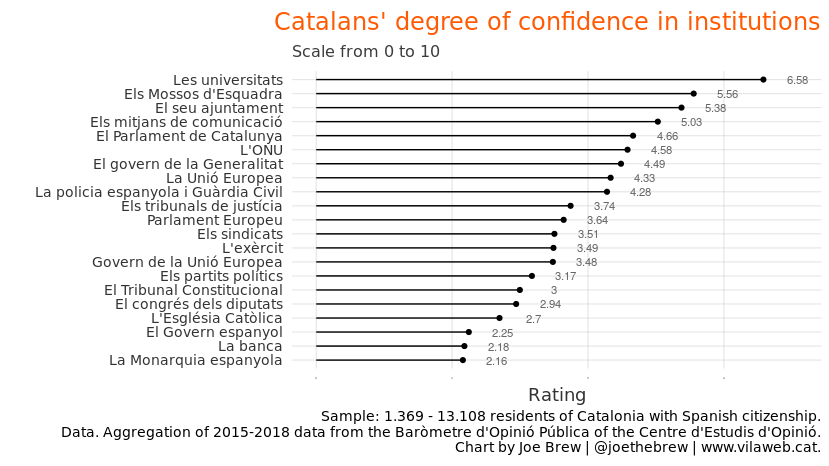 Catalans' degree of confidence in institutions
Scale from 0 to 10
Les universitats 6.58
Els Mossos d'Esquadra 5.56
El seu ajuntament 5.38
Els mitjans de comunicació 5.03
El Parlament de Catalunya 4.66
L'ONU 4.58
El govern de la Generalitat 4.49
La Unió Europea 4.33
La policia espanyola i Guàrdia Civil 4.28
Els tribunals de justícia 3.74
Parlament Europeu 3.64
Els sindicats 3.51
L'exèrcit 3.49
Govern de la Unió Europea 3.48
Els partits polítics 3.17
El Tribunal Constitucional 3
El congrés dels diputats 2.94
L'Església Catòlica 2.7
El Govern espanyol 2.25
La banca 2.18
La Monarquia espanyola 2.16
Rating
Sample: 1.369 - 13.108 residents of Catalonia with Spanish citizenship.
Data. Aggregation of 2015-2018 data from the Baròmetre d'Opinió Pública of the Centre d'Estudis d'Opinió.
Chart by Joe Brew | @joethebrew | www.vilaweb.cat.